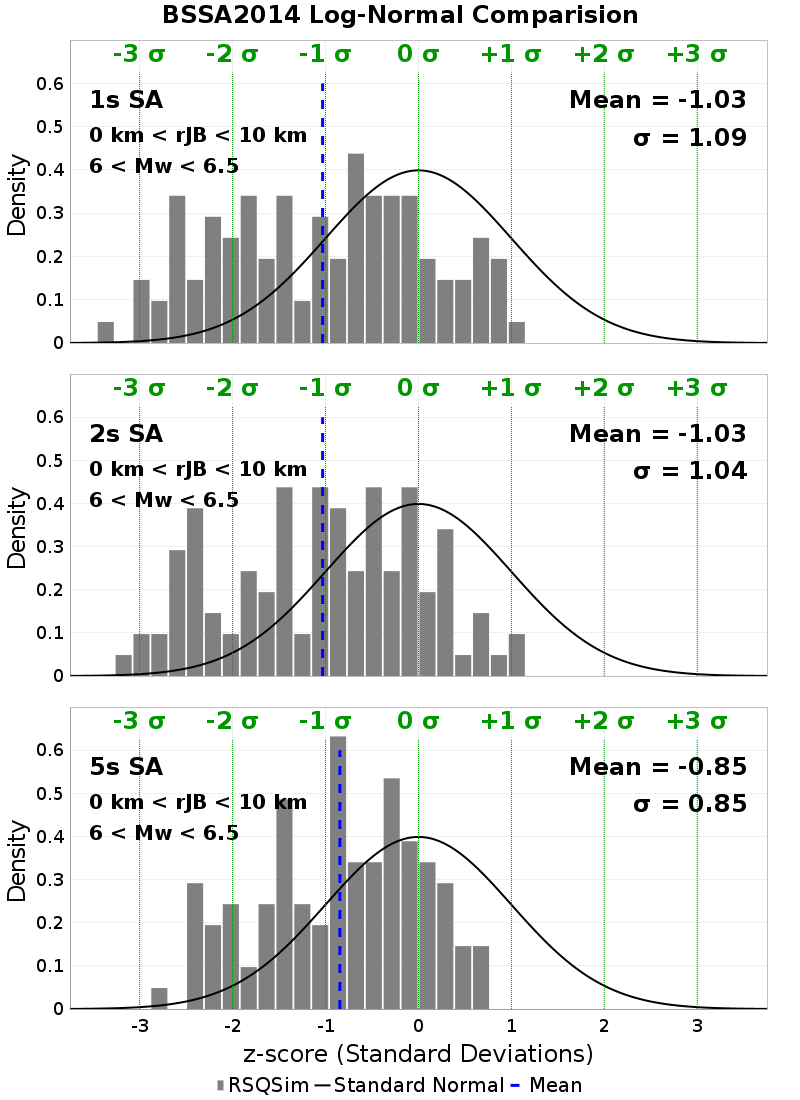 BSSA2014 Log-Normal Comparision
-3 σ -2 σ -1 σ 0 σ +1 σ +2 σ +3 σ
1s SA
0 km < rJB < 10 km
6 < Mw < 6.5
Mean = -1.03
σ = 1.09
Density
0.6
0.5
0.4
0.3
0.2
0.1
0
-3 σ -2 σ -1 σ 0 σ +1 σ +2 σ +3 σ
2s SA
0 km < rJB < 10 km
6 < Mw < 6.5
Mean = -1.03
σ = 1.04
Density
0.6
0.5
0.4
0.3
0.2
0.1
0
-3 σ -2 σ -1 σ 0 σ +1 σ +2 σ +3 σ
5s SA
0 km < rJB < 10 km
6 < Mw < 6.5
Mean = -0.85
σ = 0.85
Density
0.6
0.5
0.4
0.3
0.2
0.1
0
-3 -2 -1 0 1 2 3
z-score (Standard Deviations)
RSQSim Standard Normal Mean